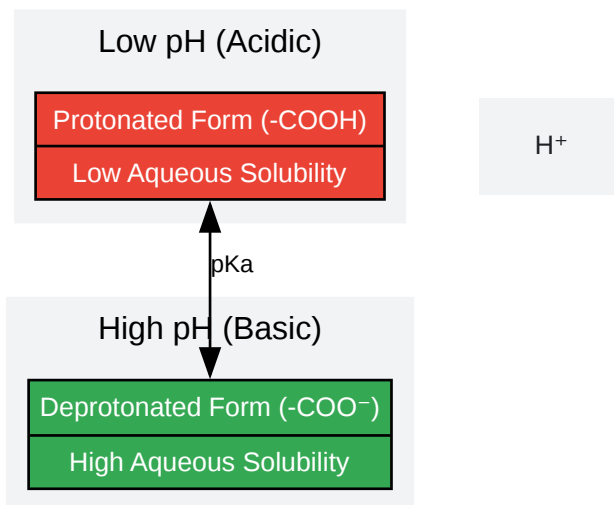 Low pH (Acidic)
Protonated Form (-COOH)
Low Aqueous Solubility
H⁺
pKa
High pH (Basic)
Deprotonated Form (-COO⁻)
High Aqueous Solubility